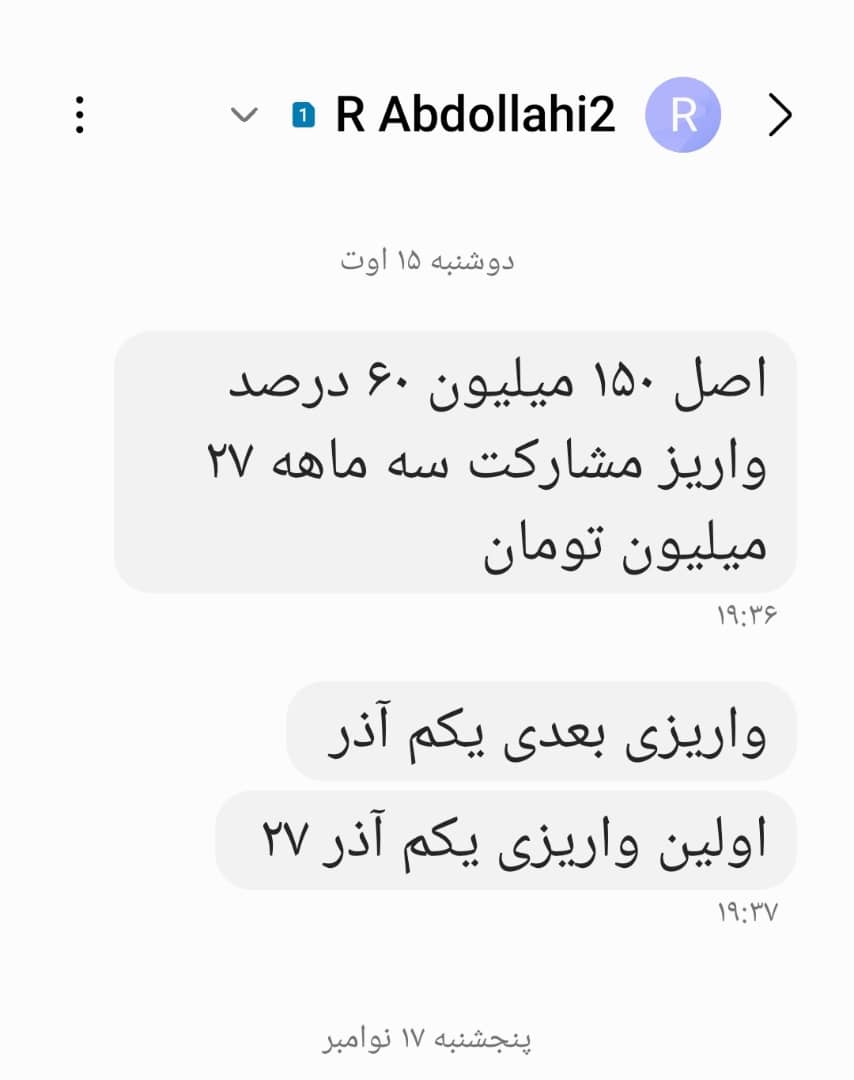 R Abdollahi2
1
R
دوشنبه ۱۵ اوت
اصل ۱۵۰ میلیون ۶۰ درصد
واریز مشارکت سه ماهه ۲۷
میلیون تومان
۱۹:۳۶
واریزی بعدی یکم آذر
اولین واریزی یکم آذر ۲۷
۱۹:۳۷
پنجشنبه ۱۷ نوامبر